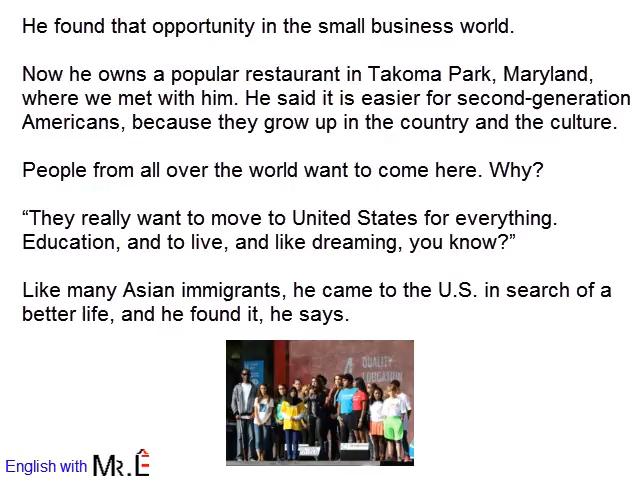 He found that opportunity in the small business world.
Now he owns a popular restaurant in Takoma Park, Maryland,
where we met with him. He said it is easier for second-generation
Americans, because they grow up in the country and the culture.
People from all over the world want to come here. Why?
“They really want to move to United States for everything.
Education, and to live, and like dreaming, you know?”
Like many Asian immigrants, he came to the U.S. in search of a
better life, and he found it, he says.
4
QUALITY
EDUCATION
English with MR.Ê